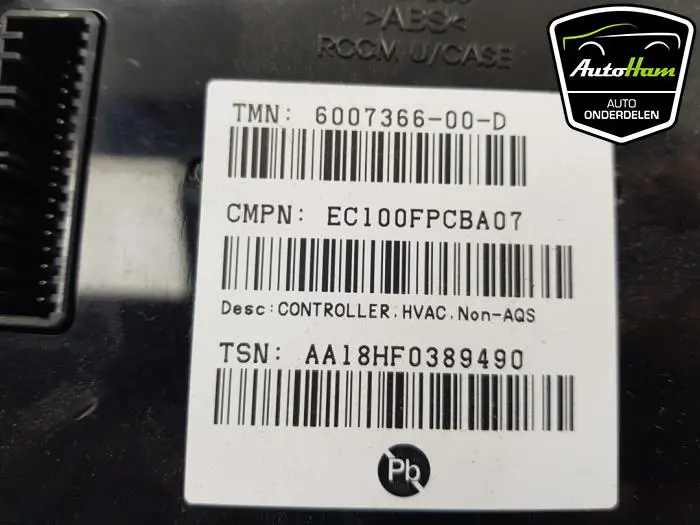 >ABS<
RCCM U/CASE
AutoHam
AUTO
ONDERDELEN
TMN: 6007366-00-D
CMPN: EC100FPCBA07
Desc:CONTROLLER,HVAC,Non-AQS
TSN: AA18HF0389490
Pb